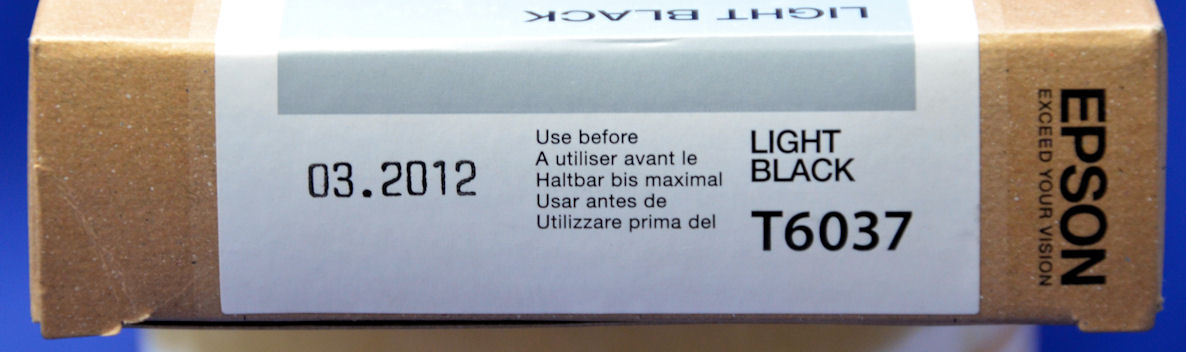 LIGHT BLACK
03.2012
Use before
A utiliser avant le
Haltbar bis maximal
Usar antes de
Utilizzare prima del
LIGHT
BLACK
T6037
EPSON
EXCEED YOUR VISION